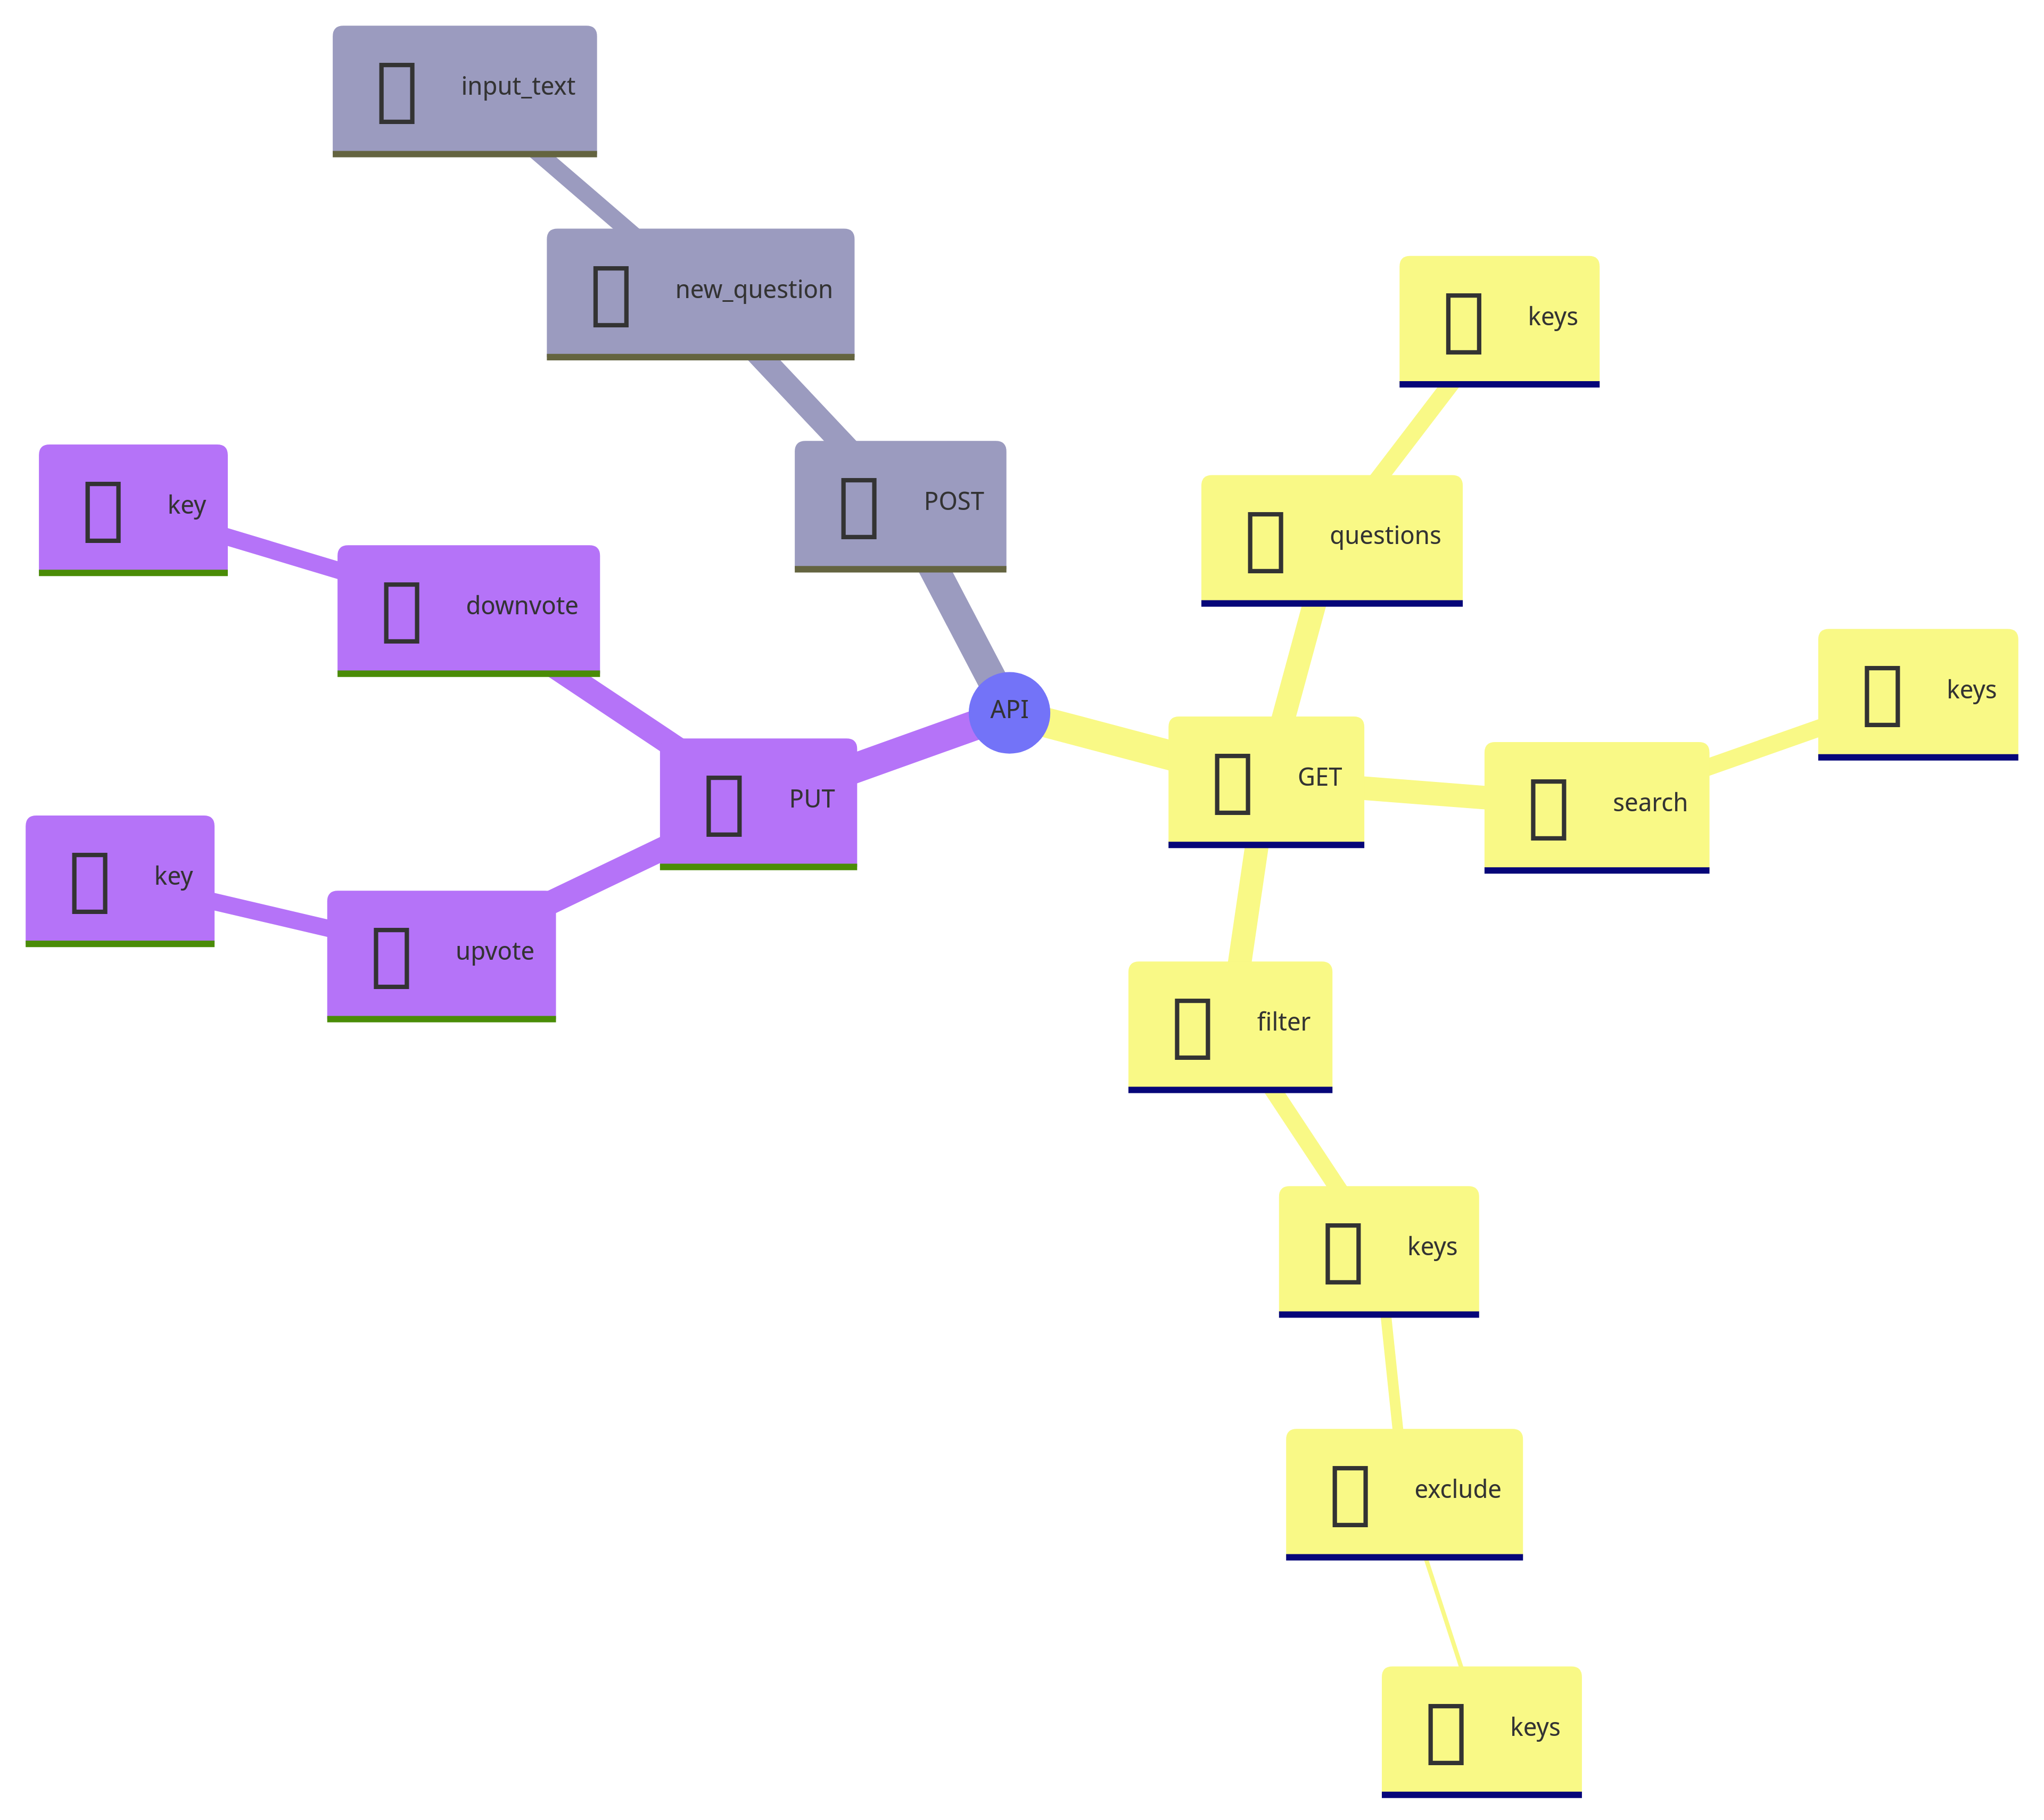 input_text
new_question
keys
POST
key
questions
downvote
keys
API
GET
PUT
search
key
upvote
filter
keys
exclude
keys